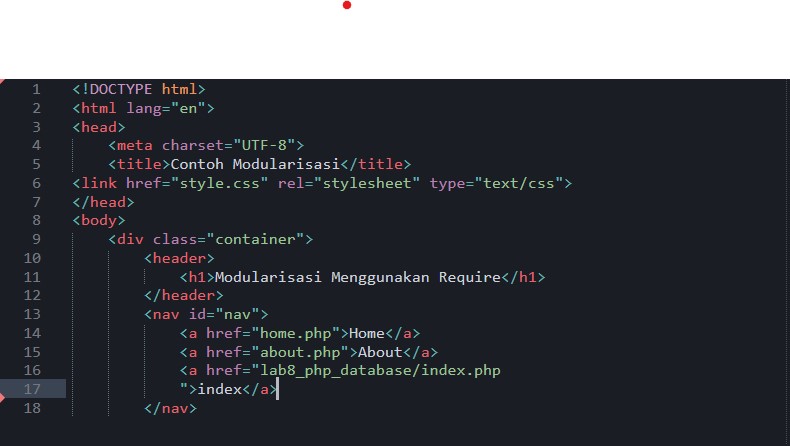 1 <!DOCTYPE html>
2 <html lang="en">
3 <head>
4 <meta charset="UTF-8">
5 <title>Contoh Modularisasi</title>
6 <link href="style.css" rel="stylesheet" type="text/css">
7 </head>
8 <body>
9 <div class="container">
10 <header>
11 <h1>Modularisasi Menggunakan Require</h1>
12 </header>
13 <nav id="nav">
14 <a href="home.php">Home</a>
15 <a href="about.php">About</a>
16 <a href="lab8_php_database/index.php
17 ">index</a>
18 </nav>